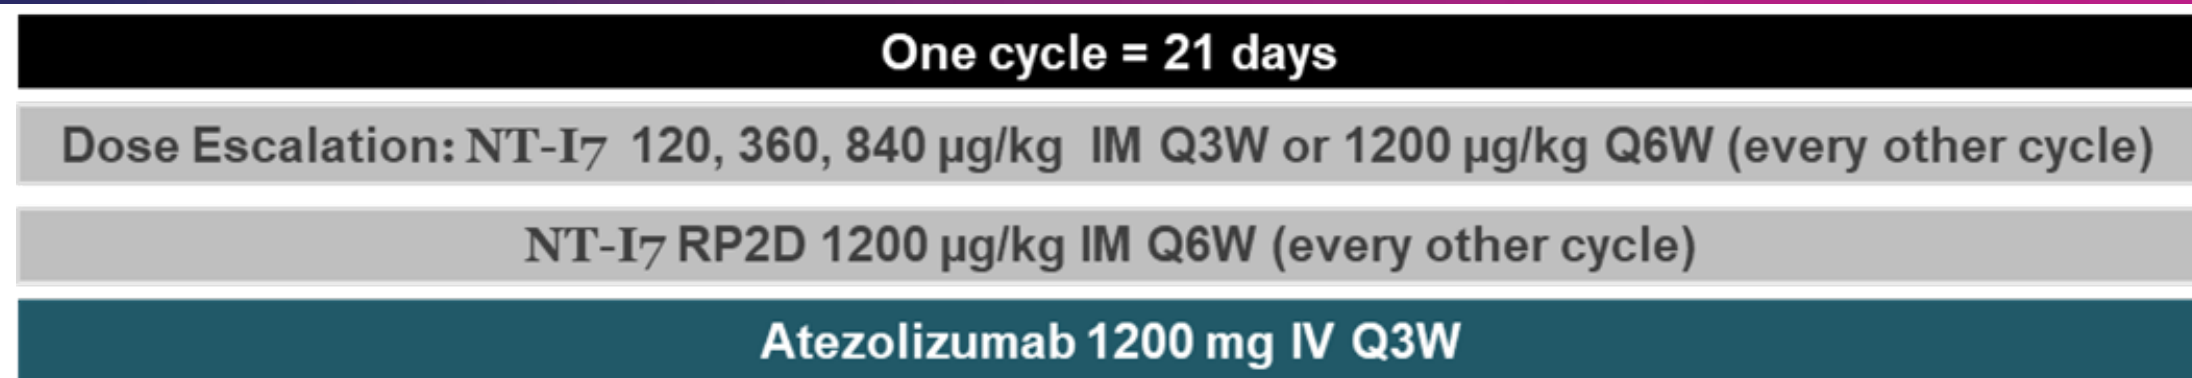 One cycle = 21 days
Dose Escalation: NT-I7 120, 360, 840 µg/kg IM Q3W or 1200 µg/kg Q6W (every other cycle)
NT-I7 RP2D 1200 µg/kg IM Q6W (every other cycle)
Atezolizumab 1200 mg IV Q3W